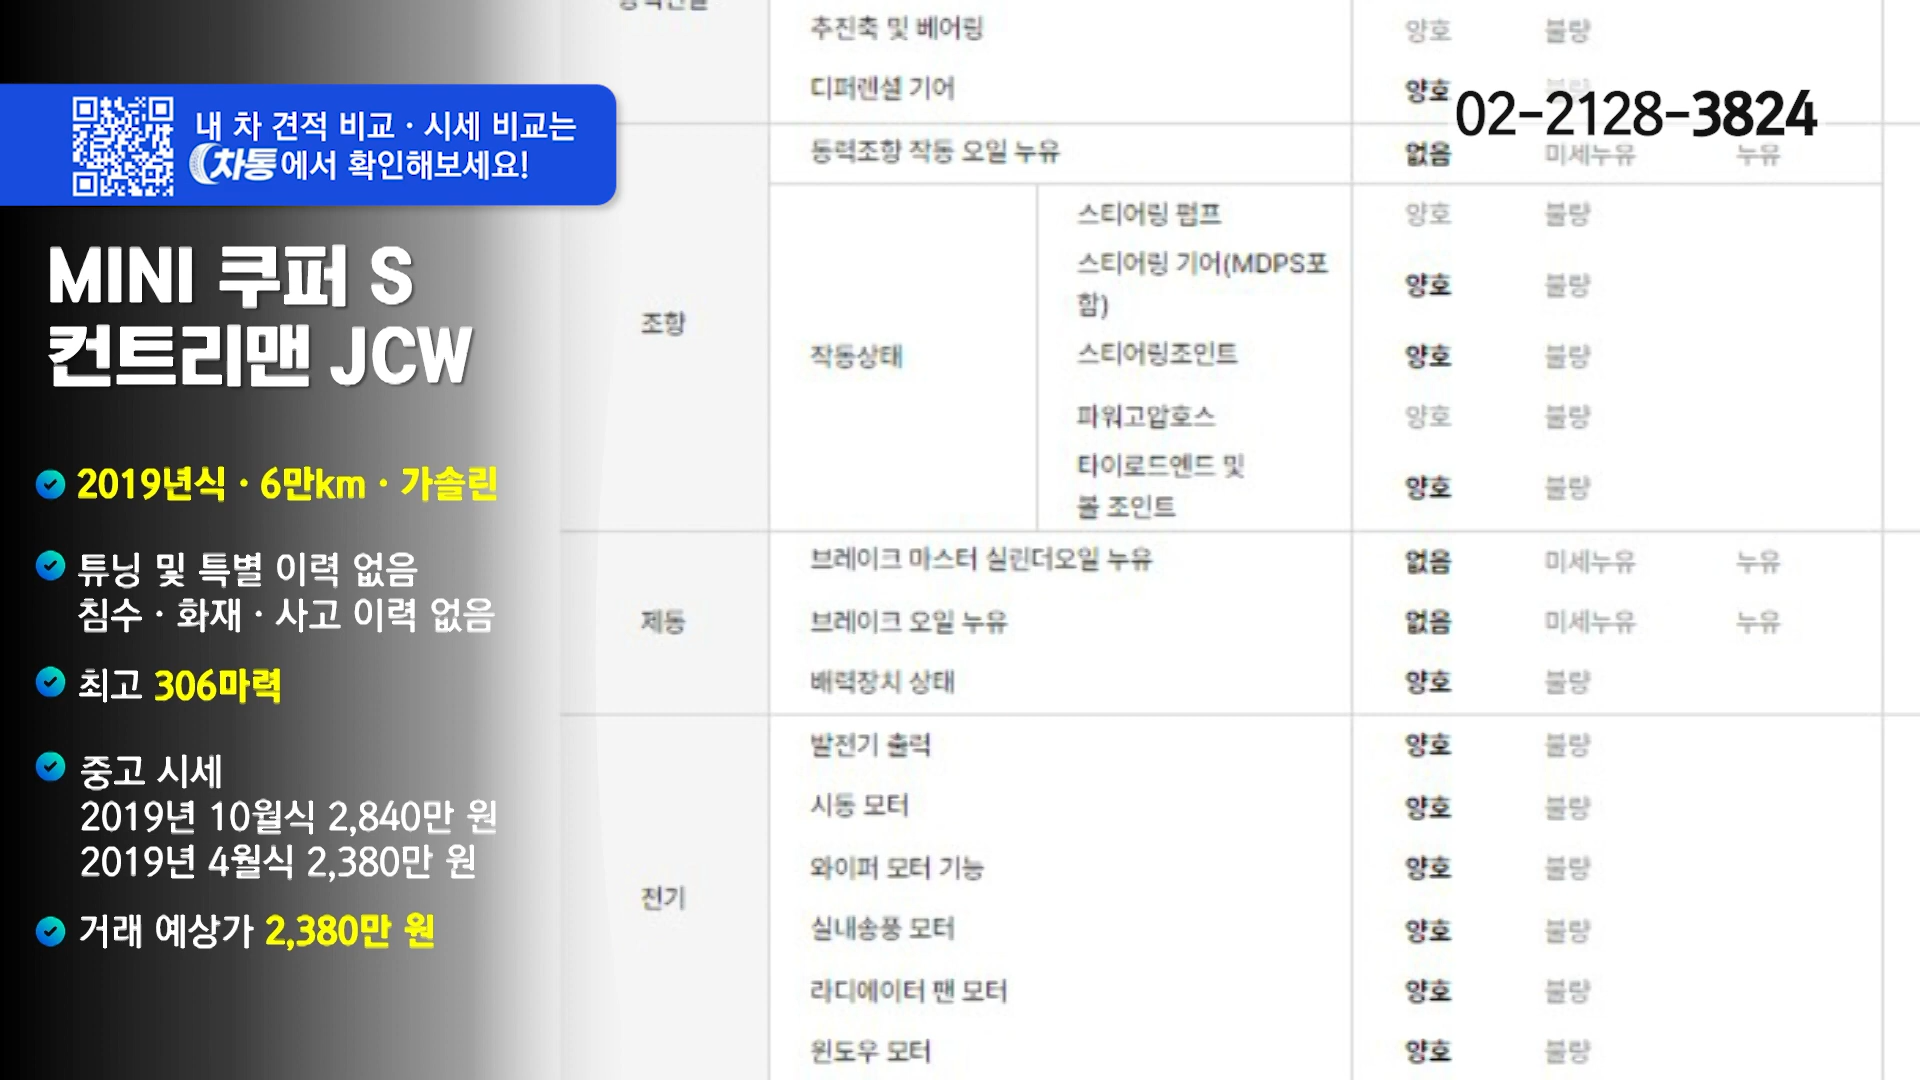 내 차 견적 비교 · 시세 비교는
차통에서 확인해보세요!
02-2128-3824
MINI 쿠퍼 S
컨트리맨 JCW
2019년식 · 6만km · 가솔린
튜닝 및 특별 이력 없음
침수 · 화재 · 사고 이력 없음
최고 306마력
중고 시세
2019년 10월식 2,840만 원
2019년 4월식 2,380만 원
거래 예상가 2,380만 원
추진축 및 베어링 양호 불량
디퍼렌셜 기어 양호
조향
동력조향 작동 오일 누유 없음 미세누유 누유
작동상태
스티어링 펌프 양호 불량
스티어링 기어(MDPS포
함) 양호 불량
스티어링조인트 양호 불량
파워고압호스 양호 불량
타이로드엔드 및
볼 조인트 양호 불량
제동
브레이크 마스터 실린더오일 누유 없음 미세누유 누유
브레이크 오일 누유 없음 미세누유 누유
배력장치 상태 양호 불량
전기
발전기 출력 양호 불량
시동 모터 양호 불량
와이퍼 모터 기능 양호 불량
실내송풍 모터 양호 불량
라디에이터 팬 모터 양호 불량
윈도우 모터 양호 불량